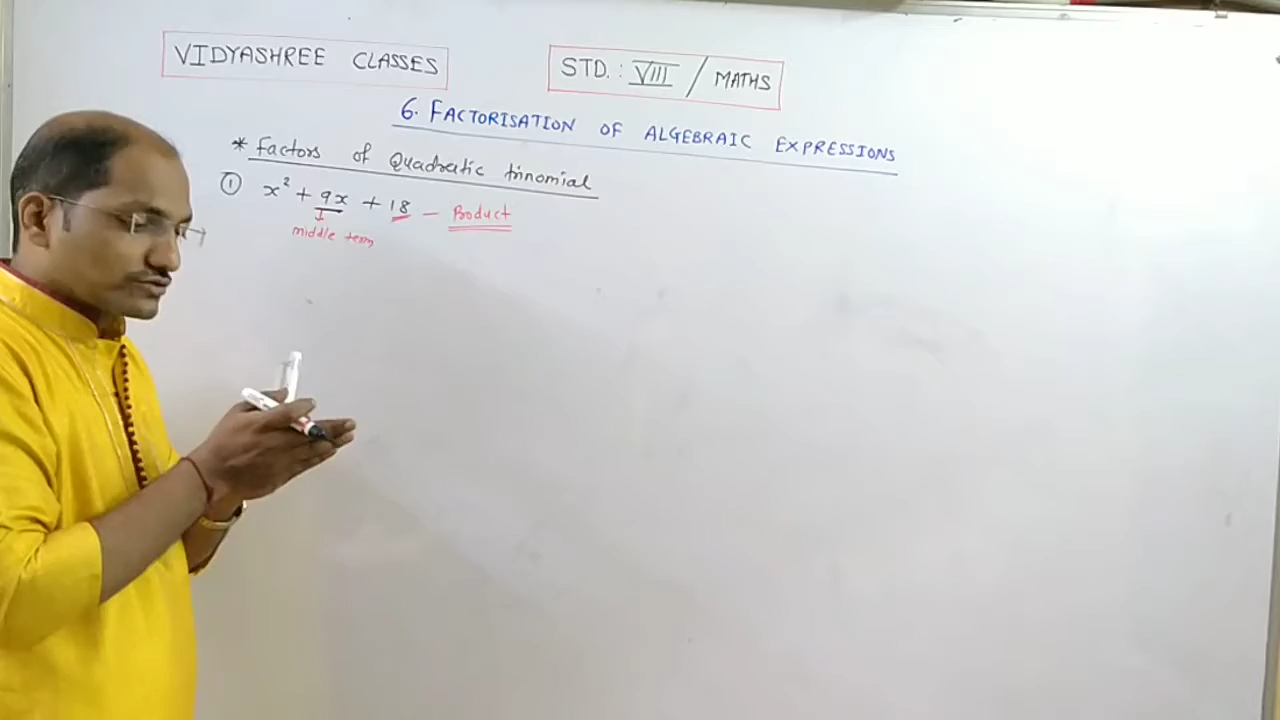 VIDYASHREE CLASSES
STD. : VIII / MATHS
6. FACTORISATION OF ALGEBRAIC EXPRESSIONS
* Factors of Quadratic trinomial
① x² + 9x + 18 — Product
middle term